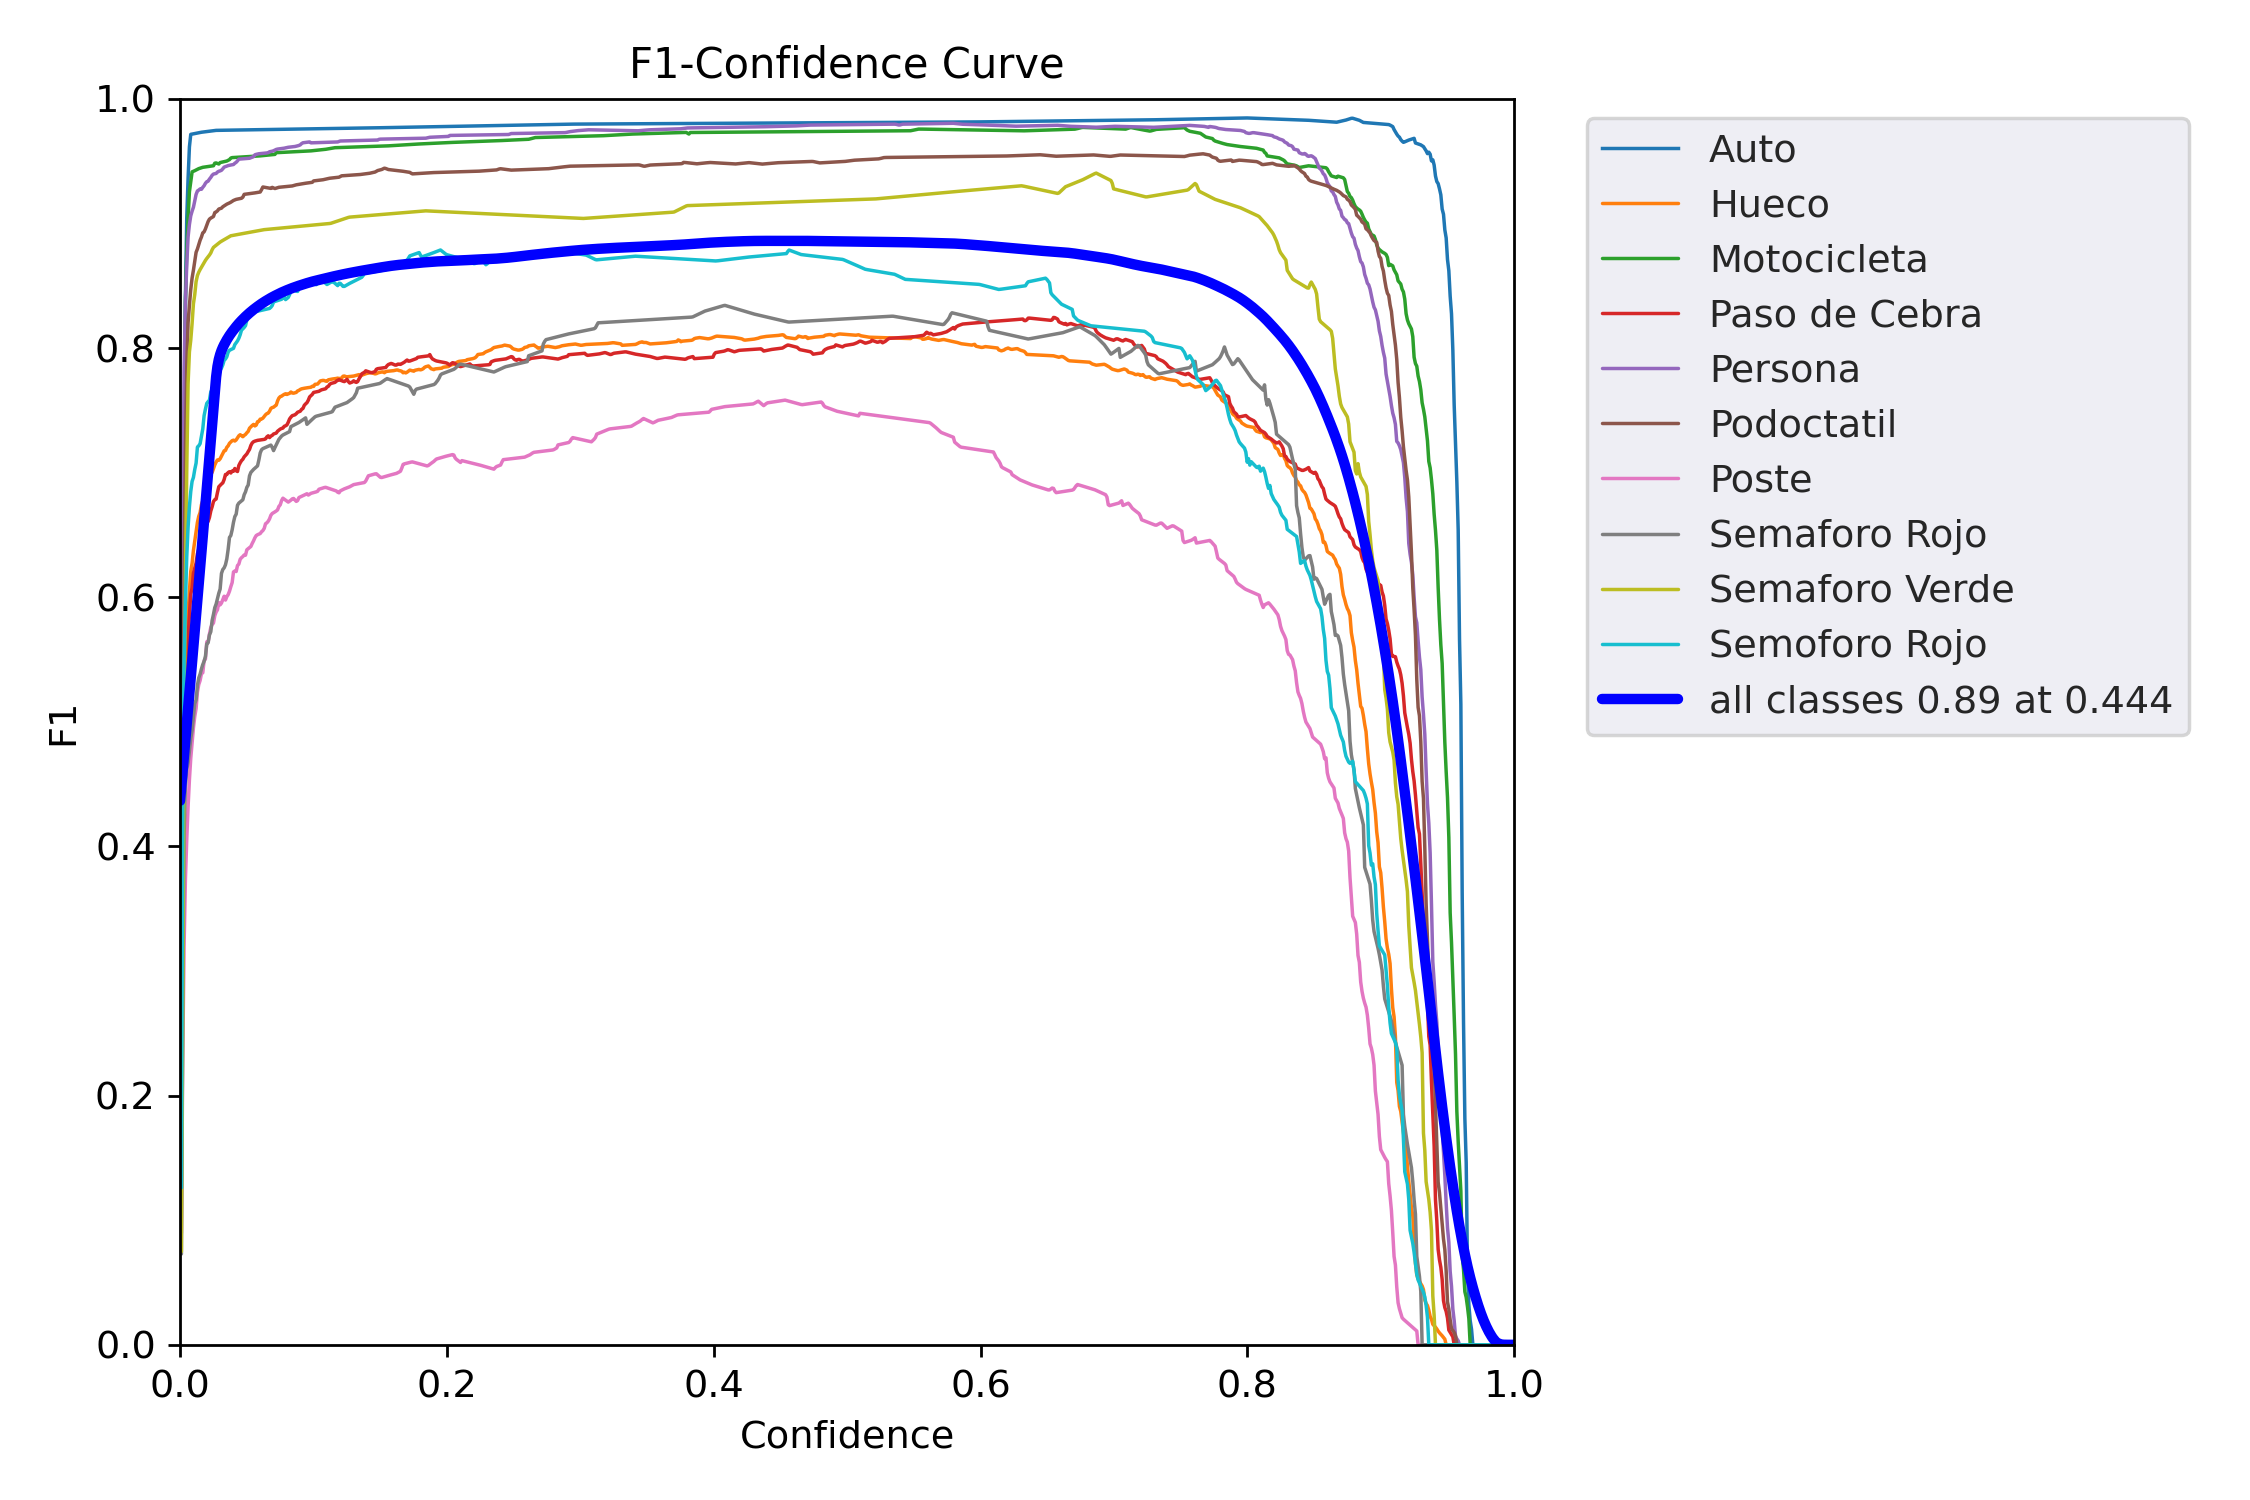 F1-Confidence Curve
1.0
0.8
0.6
0.4
0.2
0.0
F1
0.0 0.2 0.4 0.6 0.8 1.0
Confidence
Auto
Hueco
Motocicleta
Paso de Cebra
Persona
Podoctatil
Poste
Semaforo Rojo
Semaforo Verde
Semoforo Rojo
all classes 0.89 at 0.444